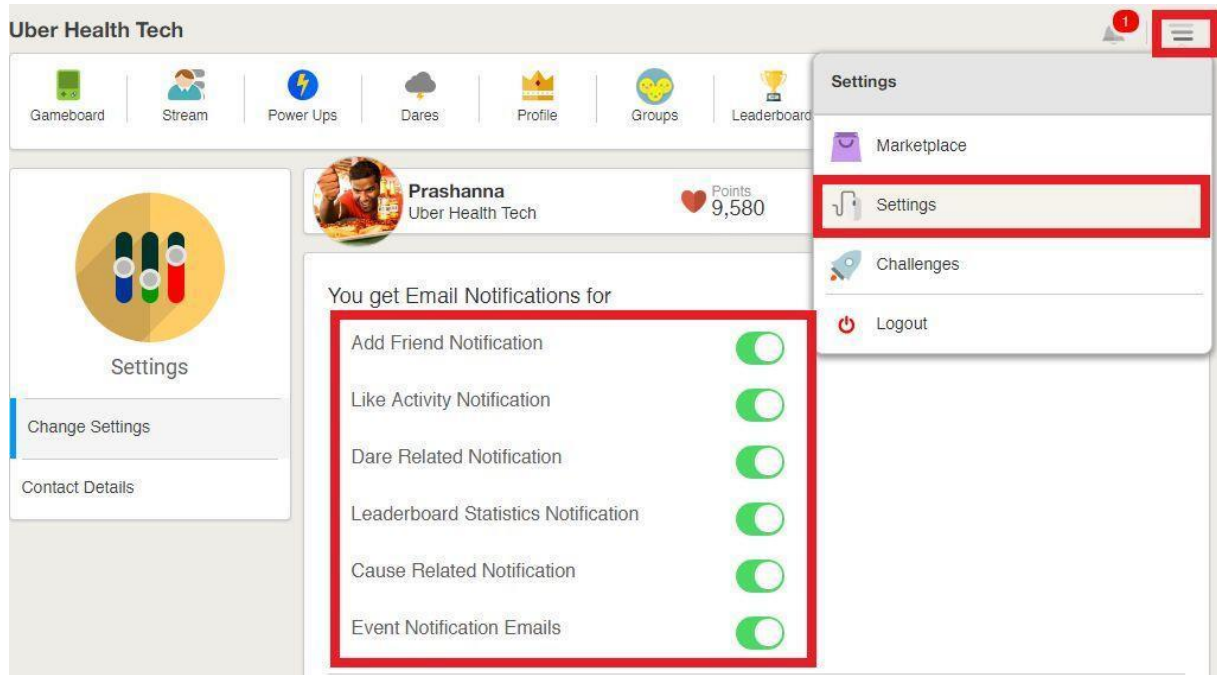 Uber Health Tech
1
Gameboard
Stream
Power Ups
Dares
Profile
Groups
Leaderboard
Settings
Marketplace
Settings
Challenges
Logout
Prashanna
Uber Health Tech
Points
9,580
Settings
Change Settings
Contact Details
You get Email Notifications for
Add Friend Notification
Like Activity Notification
Dare Related Notification
Leaderboard Statistics Notification
Cause Related Notification
Event Notification Emails